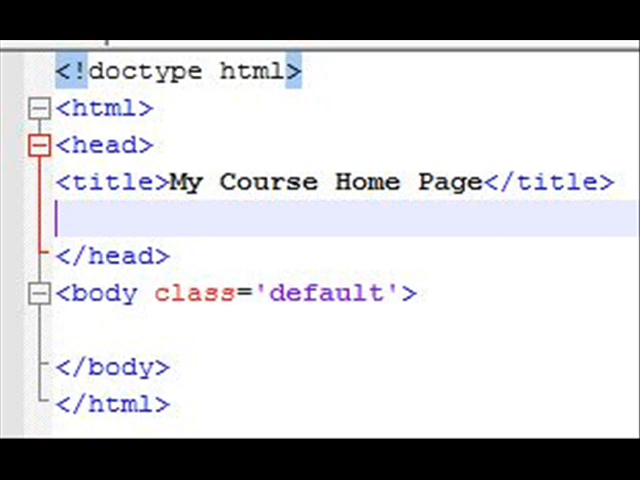 <!doctype html>
<html>
<head>
<title>My Course Home Page</title>
</head>
<body class='default'>
</body>
</html>